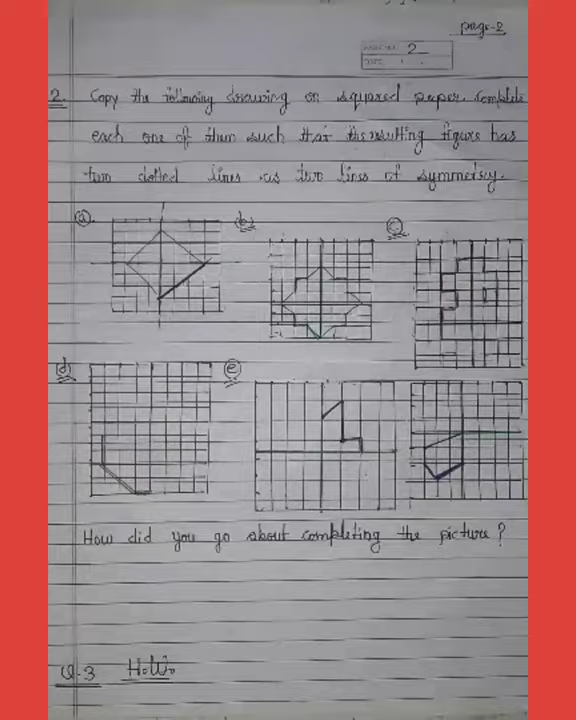 page-2
DATE
2
2. Copy the following drawing on squared paper. Complete
each one of them such that the resulting figure has
two dotted lines as two lines of symmetry.
a b c
d e
How did you go about completing the picture?
Q.3 H.W.